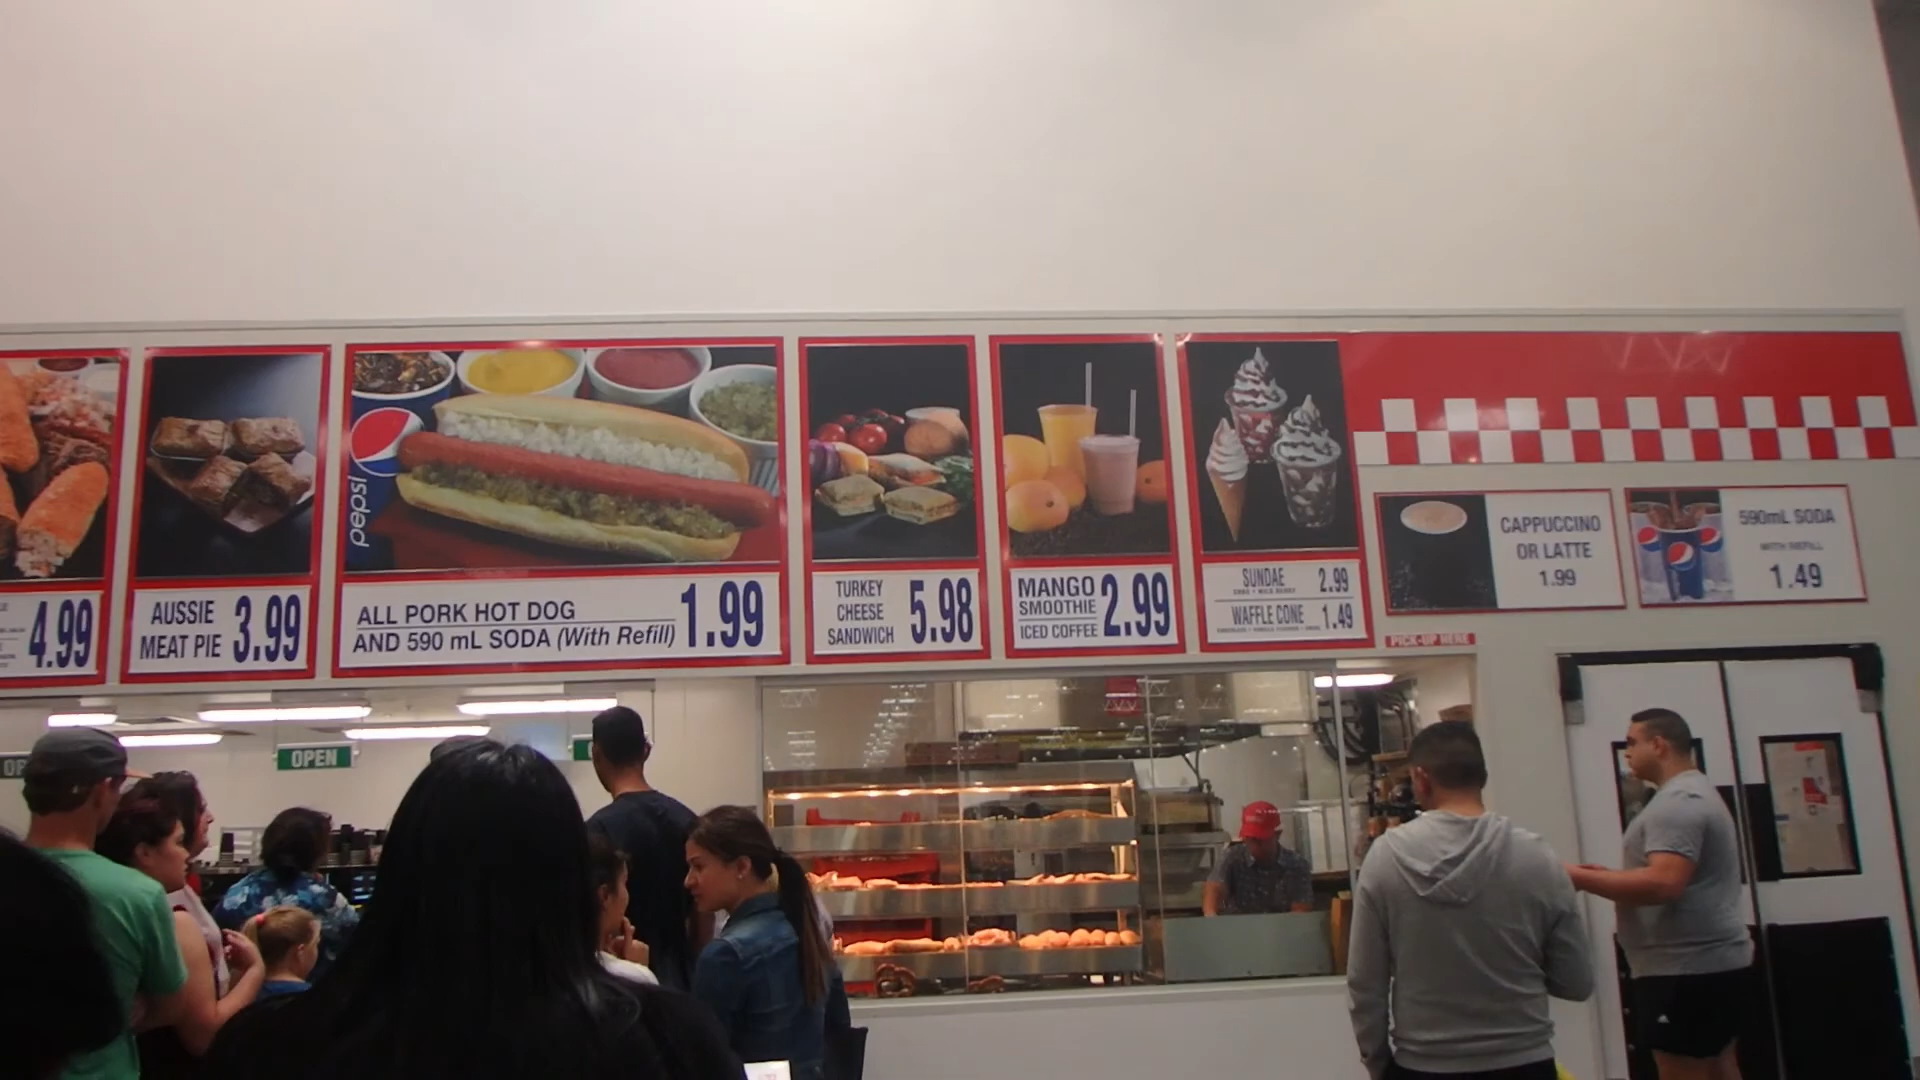 4.99
AUSSIE
MEAT PIE
3.99
pepsi
ALL PORK HOT DOG
AND 590 mL SODA (With Refill)
1.99
TURKEY
CHEESE
SANDWICH
5.98
MANGO
SMOOTHIE
ICED COFFEE
2.99
SUNDAE 2.99
WAFFLE CONE 1.49
CAPPUCCINO
OR LATTE
1.99
590mL SODA
WITH REFILL
1.49
PICK-UP HERE
OPEN